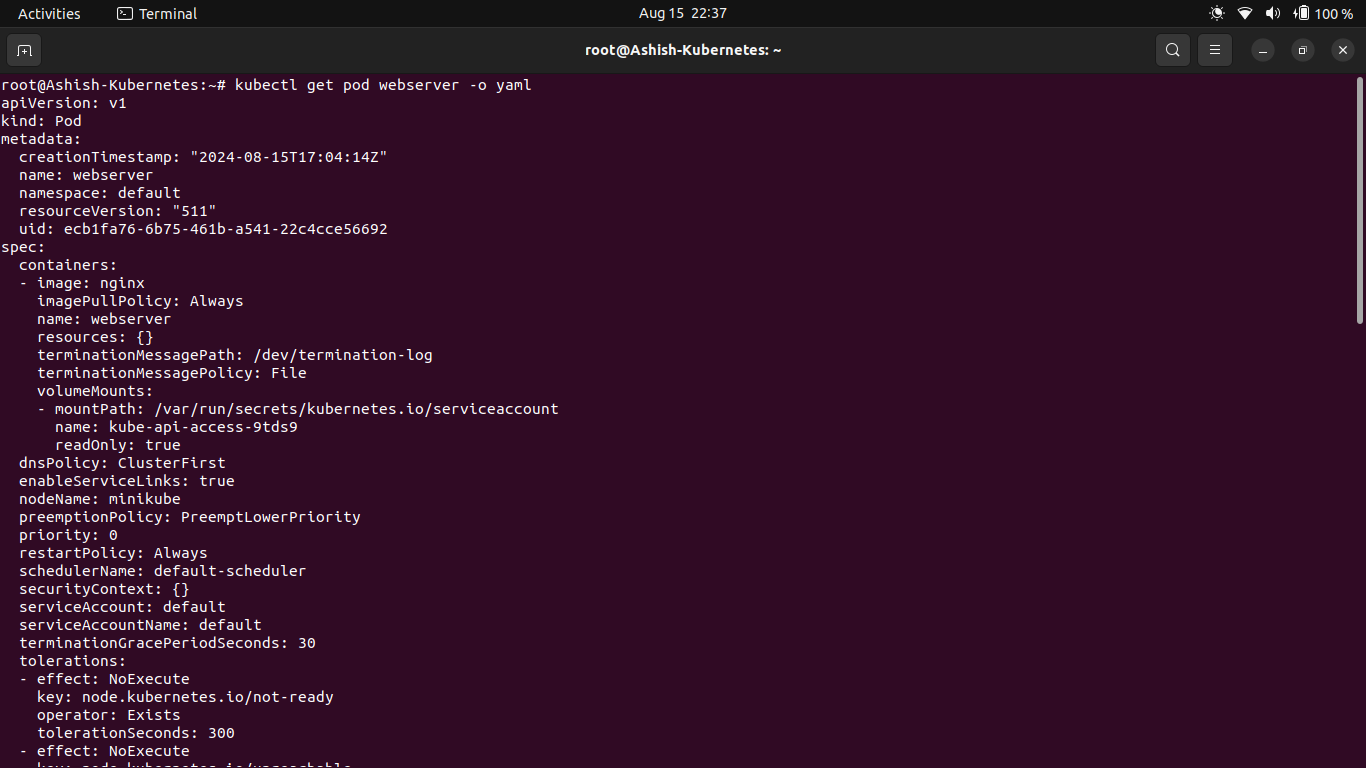 Activities Terminal Aug 15 22:37 100 %
root@Ashish-Kubernetes: ~
root@Ashish-Kubernetes:~# kubectl get pod webserver -o yaml
apiVersion: v1
kind: Pod
metadata:
  creationTimestamp: "2024-08-15T17:04:14Z"
  name: webserver
  namespace: default
  resourceVersion: "511"
  uid: ecb1fa76-6b75-461b-a541-22c4cce56692
spec:
  containers:
  - image: nginx
    imagePullPolicy: Always
    name: webserver
    resources: {}
    terminationMessagePath: /dev/termination-log
    terminationMessagePolicy: File
    volumeMounts:
    - mountPath: /var/run/secrets/kubernetes.io/serviceaccount
      name: kube-api-access-9tds9
      readOnly: true
  dnsPolicy: ClusterFirst
  enableServiceLinks: true
  nodeName: minikube
  preemptionPolicy: PreemptLowerPriority
  priority: 0
  restartPolicy: Always
  schedulerName: default-scheduler
  securityContext: {}
  serviceAccount: default
  serviceAccountName: default
  terminationGracePeriodSeconds: 30
  tolerations:
  - effect: NoExecute
    key: node.kubernetes.io/not-ready
    operator: Exists
    tolerationSeconds: 300
  - effect: NoExecute